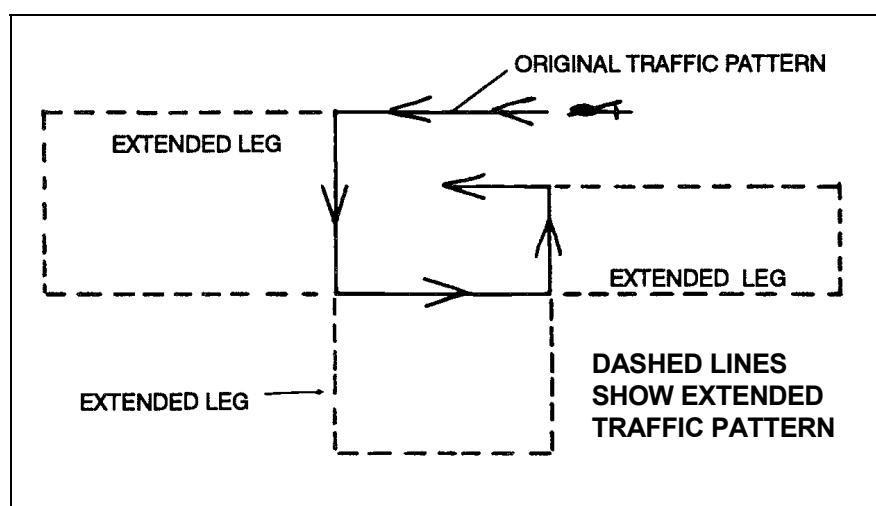 ORIGINAL TRAFFIC PATTERN
EXTENDED LEG
EXTENDED LEG
EXTENDED LEG
DASHED LINES
SHOW EXTENDED
TRAFFIC PATTERN